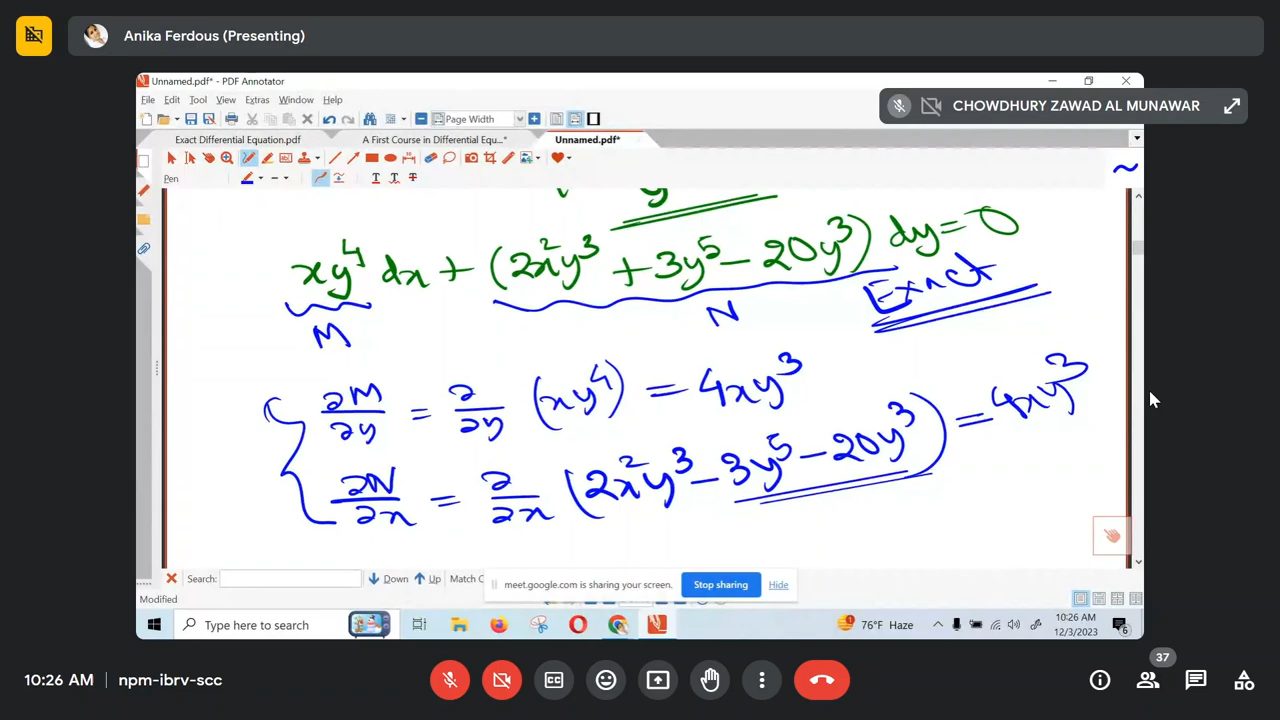 Anika Ferdous (Presenting)
Unnamed.pdf* - PDF Annotator
File Edit Tool View Extras Window Help
CHOWDHURY ZAWAD AL MUNAWAR
Page Width
Exact Differential Equation.pdf A First Course in Differential Equ...* Unnamed.pdf*
Pen
xy⁴ dx + (2x²y³ + 3y⁵ - 20y³) dy = 0
M N Exact
∂M/∂y = ∂/∂y (xy⁴) = 4xy³
∂N/∂x = ∂/∂x (2x²y³ - 3y⁵ - 20y³) = 4xy³
Search: Down Up Match C
meet.google.com is sharing your screen. Stop sharing Hide
Modified
Type here to search 76°F Haze 10:26 AM
12/3/2023 6
10:26 AM npm-ibrv-scc 37